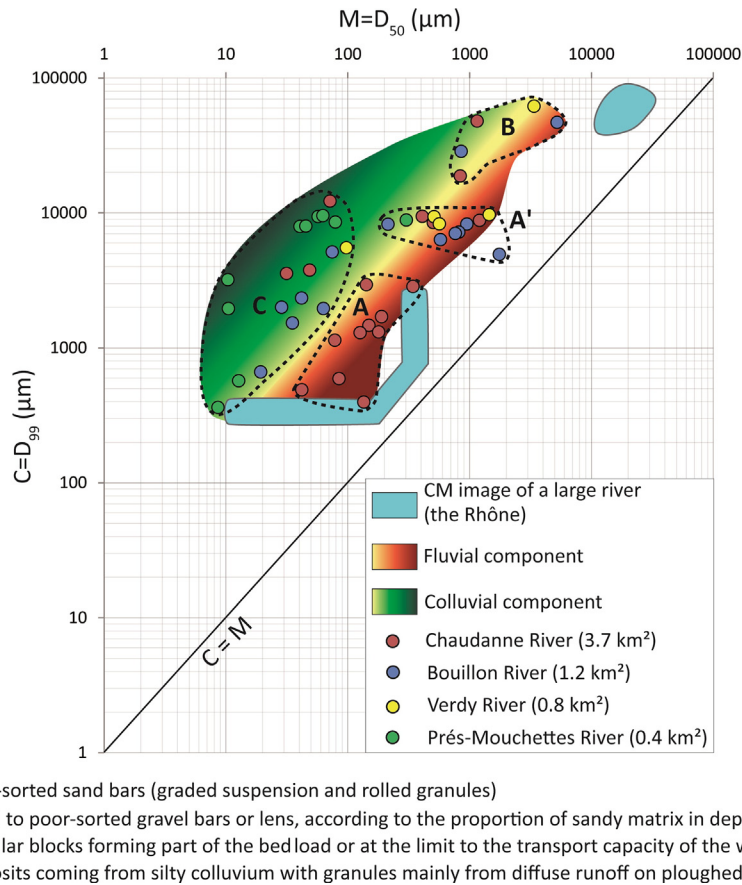 M=D50 (µm)
1 10 100 1000 10000 100000
100000
10000
1000
100
10
1
C=D99 (µm)
B
A'
C
A
C = M
CM image of a large river
(the Rhône)
Fluvial component
Colluvial component
Chaudanne River (3.7 km²)
Bouillon River (1.2 km²)
Verdy River (0.8 km²)
Prés-Mouchettes River (0.4 km²)
-sorted sand bars (graded suspension and rolled granules)
to poor-sorted gravel bars or lens, according to the proportion of sandy matrix in dep
lar blocks forming part of the bedload or at the limit to the transport capacity of the w
osits coming from silty colluvium with granules mainly from diffuse runoff on ploughed